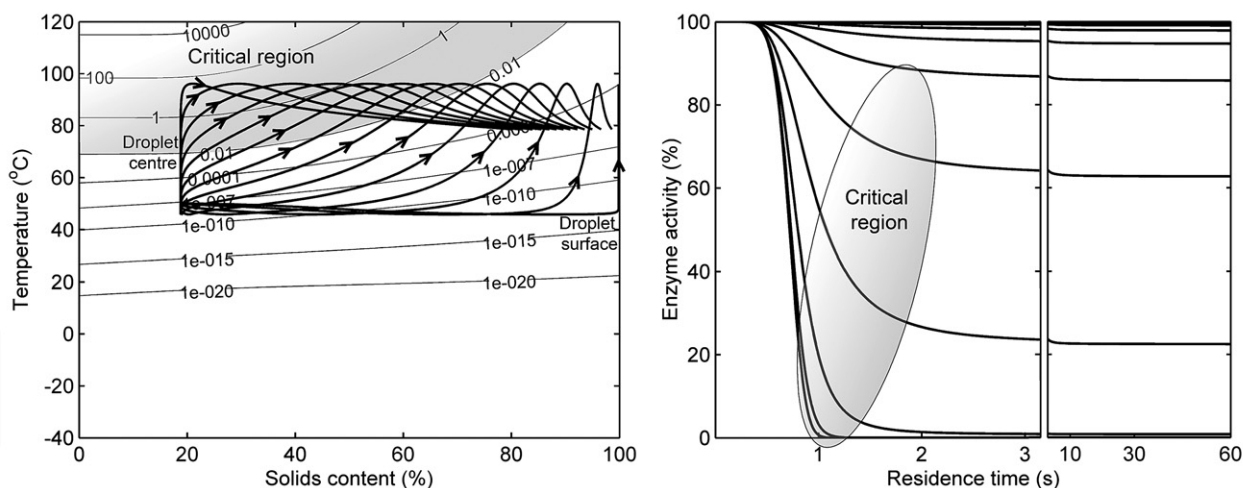 120
100
80
60
40
20
0
-20
-40
0
20
40
60
80
100
Temperature (°C)
Solids content (%)
10000
100
1
0.01
Critical region
1
0.01
Droplet
centre
0.01
0.0001
1e-007
1e-010
1e-010
1e-015
1e-015
1e-020
1e-020
Droplet
surface
100
80
60
40
20
0
1
2
3
10
30
60
Enzyme activity (%)
Residence time (s)
Critical
region